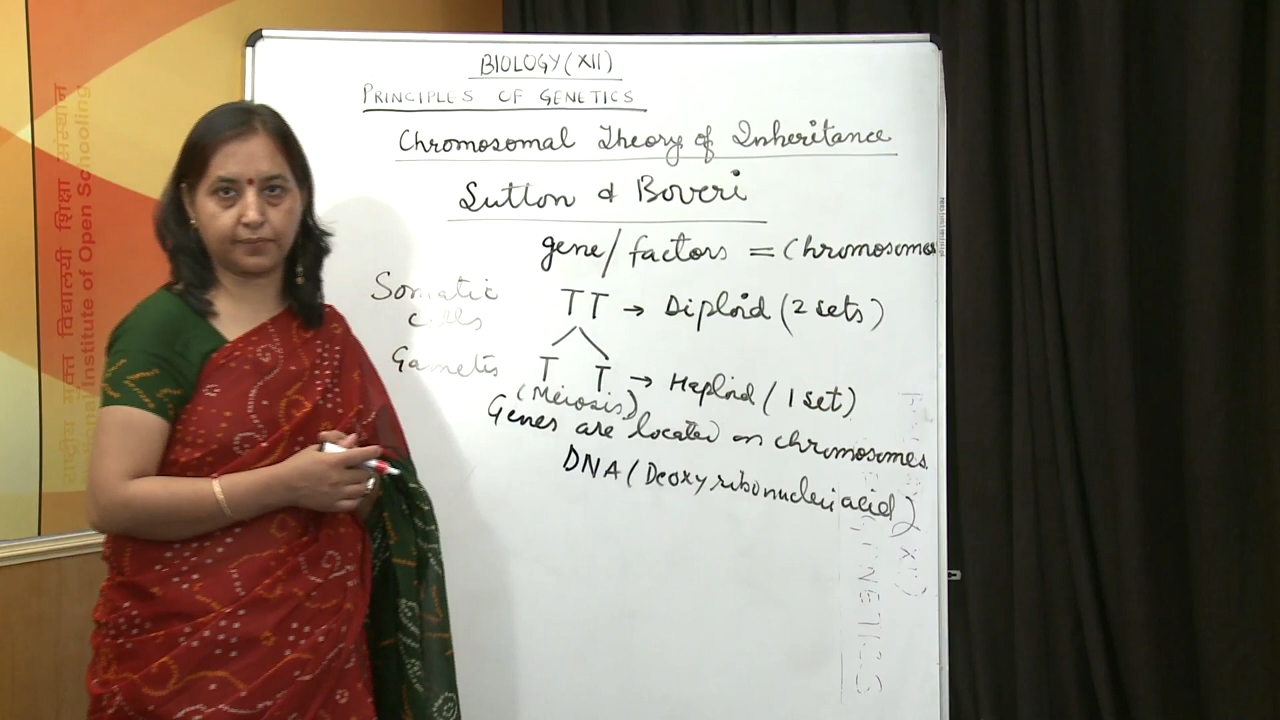 BIOLOGY (XII)
PRINCIPLES OF GENETICS
Chromosomal Theory of Inheritance
Sutton & Boveri
gene/factors = Chromosomes
Somatic cells
TT → Diploid (2 sets)
Gametes
T T → Haploid (1 set)
(Meiosis)
Genes are located on chromosomes.
DNA (Deoxyribonucleic acid)
राष्ट्रीय मुक्त विद्यालयी शिक्षा संस्थान
Institute of Open Schooling